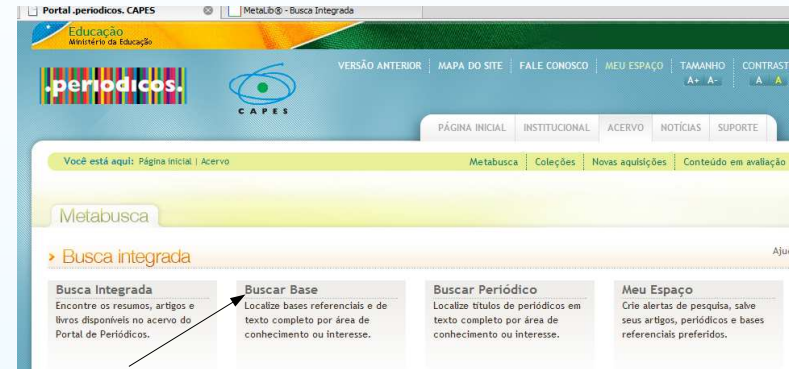 Portal .periodicos. CAPES
MetaLib® - Busca Integrada
Educação
Ministério da Educação
VERSÃO ANTERIOR MAPA DO SITE FALE CONOSCO MEU ESPAÇO TAMANHO CONTRAST
A+ A- A A
.periodicos.
CAPES
PÁGINA INICIAL INSTITUCIONAL ACERVO NOTÍCIAS SUPORTE
Você está aqui: Página Inicial | Acervo
Metabusca Coleções Novas aquisições Conteúdo em avaliação
Metabusca
Busca integrada
Aju
Busca Integrada
Encontre os resumos, artigos e
livros disponíveis no acervo do
Portal de Periódicos.
Buscar Base
Localize bases referenciais e de
texto completo por área de
conhecimento ou interesse.
Buscar Periódico
Localize títulos de periódicos em
texto completo por área de
conhecimento ou interesse.
Meu Espaço
Crie alertas de pesquisa, salve
seus artigos, periódicos e bases
referenciais preferidos.